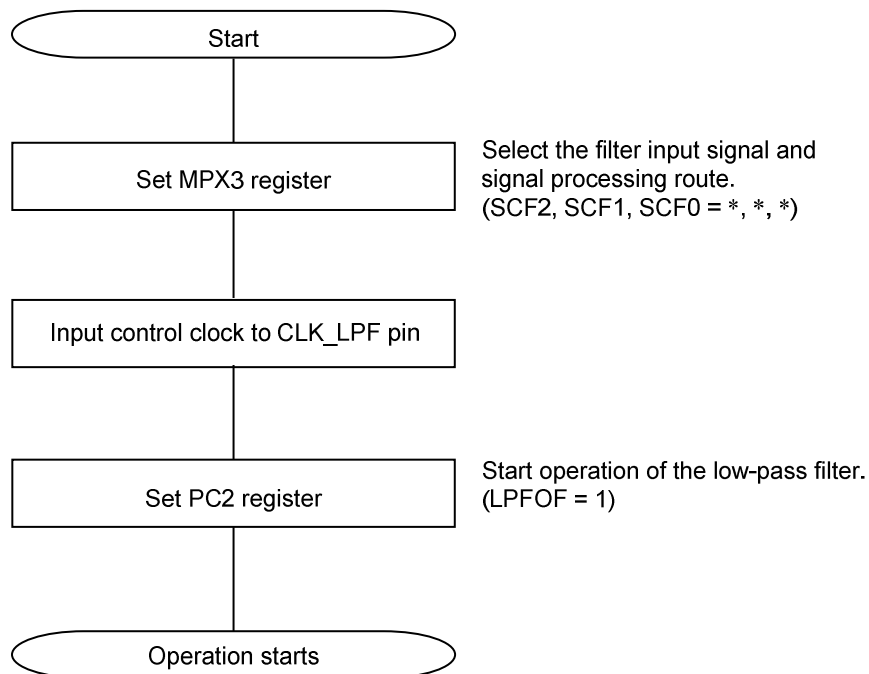 Start
Set MPX3 register
Select the filter input signal and
signal processing route.
(SCF2, SCF1, SCF0 = *, *, *)
Input control clock to CLK_LPF pin
Set PC2 register
Start operation of the low-pass filter.
(LPFOF = 1)
Operation starts